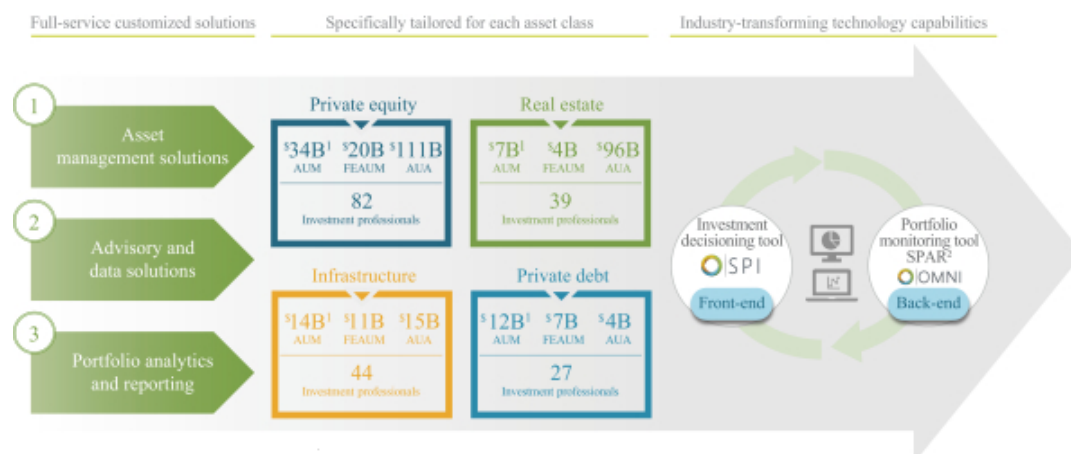 Full-service customized solutions
Specifically tailored for each asset class
Industry-transforming technology capabilities
1
Asset
management solutions
2
Advisory and
data solutions
3
Portfolio analytics
and reporting
Private equity
$34B1 $20B $111B
AUM FEAUM AUA
82
Investment professionals
Real estate
$7B1 $4B $96B
AUM FEAUM AUA
39
Investment professionals
Infrastructure
$14B1 $11B $15B
AUM FEAUM AUA
44
Investment professionals
Private debt
$12B1 $7B $4B
AUM FEAUM AUA
27
Investment professionals
Investment
decisioning tool
SPI
Front-end
Portfolio
monitoring tool
SPAR2
OMNI
Back-end